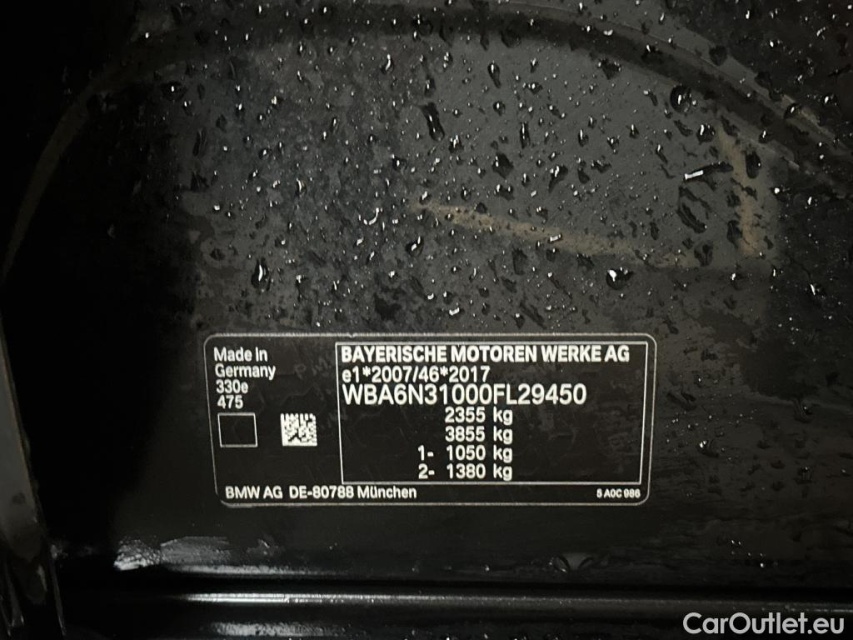 Made in
Germany
330e
475
BAYERISCHE MOTOREN WERKE AG
e1*2007/46*2017
WBA6N31000FL29450
2355 kg
3855 kg
1- 1050 kg
2- 1380 kg
BMW AG DE-80788 München
5 A0C 986
CarOutlet.eu